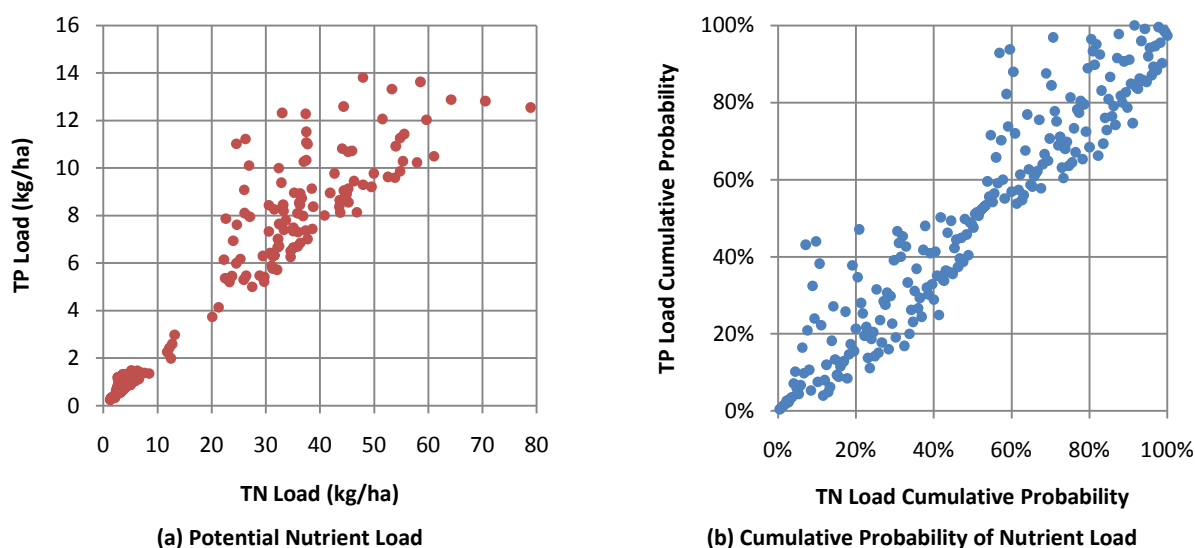 16
14
12
10
8
6
4
2
0
TP Load (kg/ha)
0 10 20 30 40 50 60 70 80
TN Load (kg/ha)
(a) Potential Nutrient Load
100%
80%
60%
40%
20%
0%
TP Load Cumulative Probability
0% 20% 40% 60% 80% 100%
TN Load Cumulative Probability
(b) Cumulative Probability of Nutrient Load